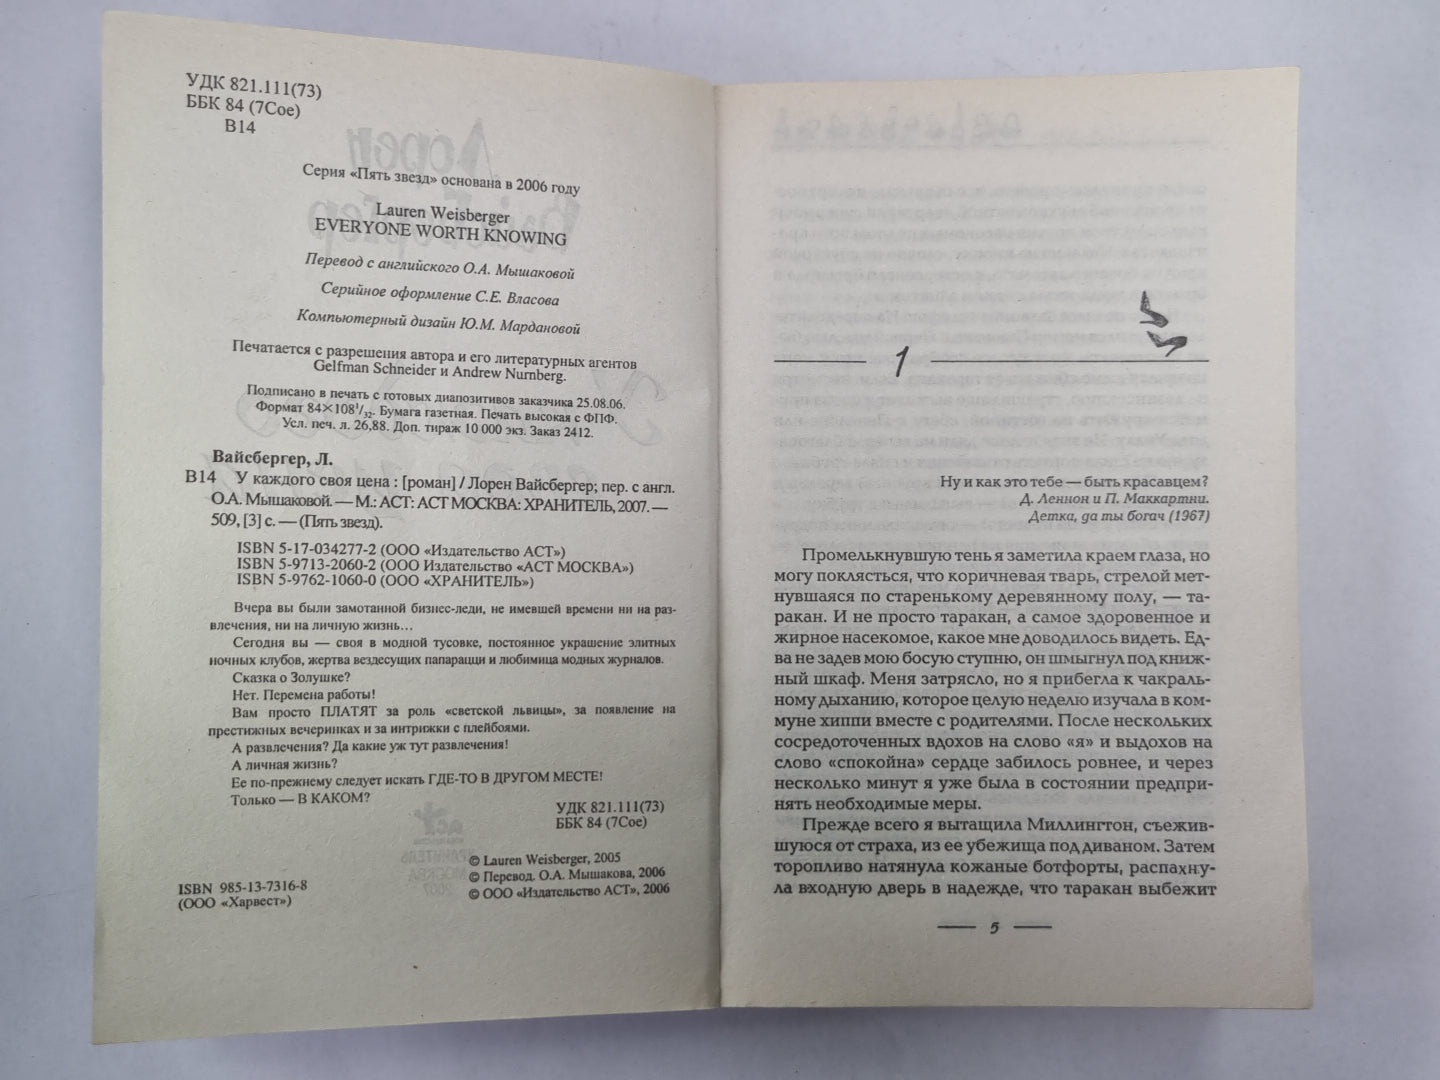 УДК 821.111(73)
ББК 84 (7Сое)
В14
Серия «Пять звезд» основана в 2006 году
Lauren Weisberger
EVERYONE WORTH KNOWING
Перевод с английского О.А. Мышаковой
Серийное оформление С.Е. Власова
Компьютерный дизайн Ю.М. Мардановой
Печатается с разрешения автора и его литературных агентов
Gelfman Schneider и Andrew Nurnberg.
Подписано в печать с готовых диапозитивов заказчика 25.08.06.
Формат 84×108 1/32. Бумага газетная. Печать высокая с ФПФ.
Усл. печ. л. 26,88. Доп. тираж 10 000 экз. Заказ 2412.
Вайсбергер, Л.
В14 У каждого своя цена : [роман] / Лорен Вайсбергер; пер. с англ.
О.А. Мышаковой. — М.: АСТ: АСТ МОСКВА: ХРАНИТЕЛЬ, 2007. —
509, [3] с. — (Пять звезд).
ISBN 5-17-034277-2 (ООО «Издательство АСТ»)
ISBN 5-9713-2060-2 (ООО Издательство «АСТ МОСКВА»)
ISBN 5-9762-1060-0 (ООО «ХРАНИТЕЛЬ»)
Вчера вы были замотанной бизнес-леди, не имевшей времени ни на раз-
влечения, ни на личную жизнь...
Сегодня вы — своя в модной тусовке, постоянное украшение элитных
ночных клубов, жертва вездесущих папарацци и любимица модных журналов.
Сказка о Золушке?
Нет. Перемена работы!
Вам просто ПЛАТЯТ за роль «светской львицы», за появление на
престижных вечеринках и за интрижки с плейбоями.
А развлечения? Да какие уж тут развлечения!
А личная жизнь?
Ее по-прежнему следует искать ГДЕ-ТО В ДРУГОМ МЕСТЕ!
Только — В КАКОМ?
УДК 821.111(73)
ББК 84 (7Сое)
© Lauren Weisberger, 2005
© Перевод. О.А. Мышакова, 2006
© ООО «Издательство АСТ», 2006
ISBN 985-13-7316-8
(ООО «Харвест»)
1
Ну и как это тебе — быть красавцем?
Д. Леннон и П. Маккартни.
Детка, да ты богач (1967)
Промелькнувшую тень я заметила краем глаза, но
могу поклясться, что коричневая тварь, стрелой мет-
нувшаяся по старенькому деревянному полу, — та-
ракан. И не просто таракан, а самое здоровенное и
жирное насекомое, какое мне доводилось видеть. Ед-
ва не задев мою босую ступню, он шмыгнул под книж-
ный шкаф. Меня затрясло, но я прибегла к чакраль-
ному дыханию, которое целую неделю изучала в ком-
муне хиппи вместе с родителями. После нескольких
сосредоточенных вдохов на слово «я» и выдохов на
слово «спокойна» сердце забилось ровнее, и через
несколько минут я уже была в состоянии предпри-
нять необходимые меры.
Прежде всего я вытащила Миллингтон, съежив-
шуюся от страха, из ее убежища под диваном. Затем
торопливо натянула кожаные ботфорты, распахну-
ла входную дверь в надежде, что таракан выбежит
5